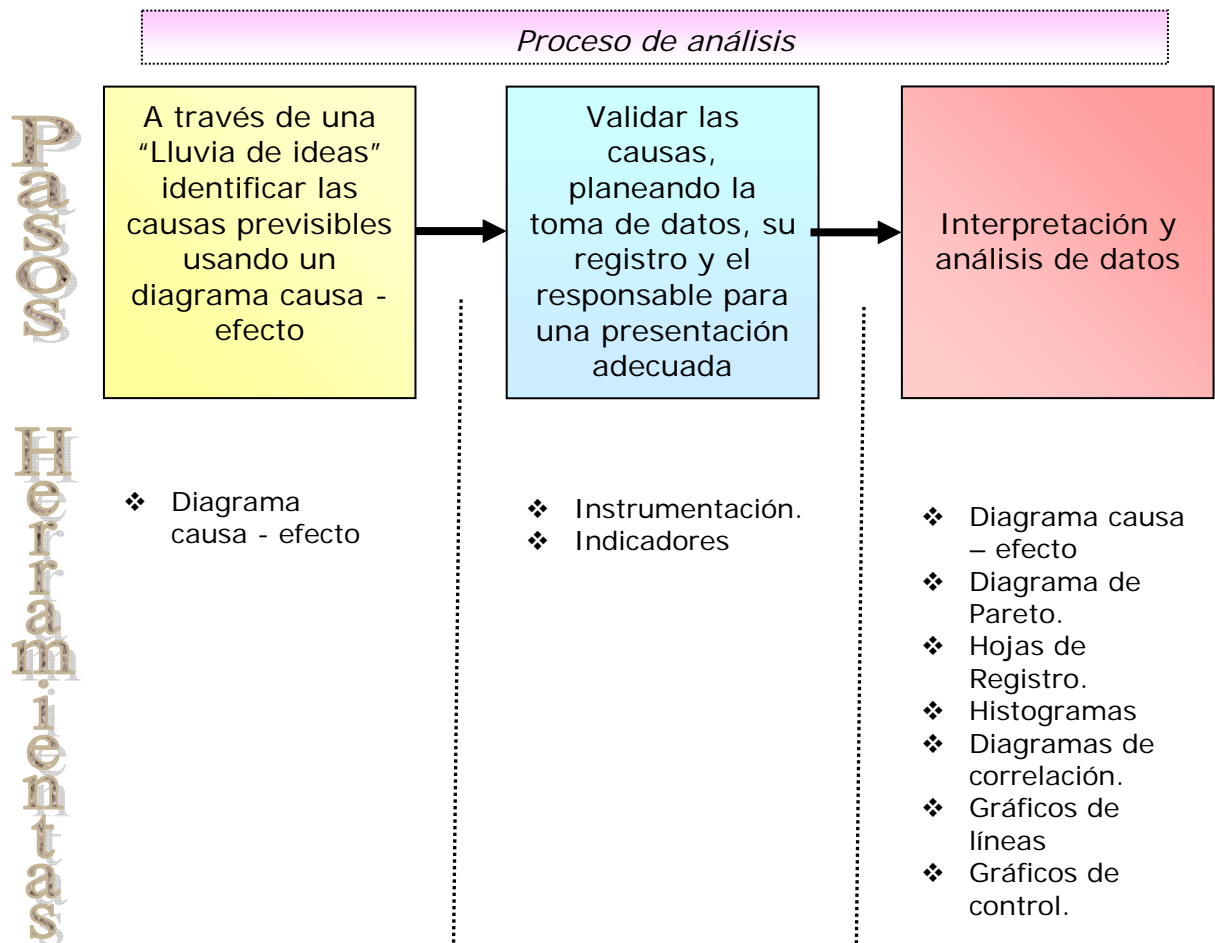 Proceso de análisis
Pasos
A través de una
“Lluvia de ideas”
identificar las
causas previsibles
usando un
diagrama causa -
efecto
Validar las
causas,
planeando la
toma de datos, su
registro y el
responsable para
una presentación
adecuada
Interpretación y
análisis de datos
Herram.ientas
❖ Diagrama
causa - efecto
❖ Instrumentación.
❖ Indicadores
❖ Diagrama causa
– efecto
❖ Diagrama de
Pareto.
❖ Hojas de
Registro.
❖ Histogramas
❖ Diagramas de
correlación.
❖ Gráficos de
líneas
❖ Gráficos de
control.